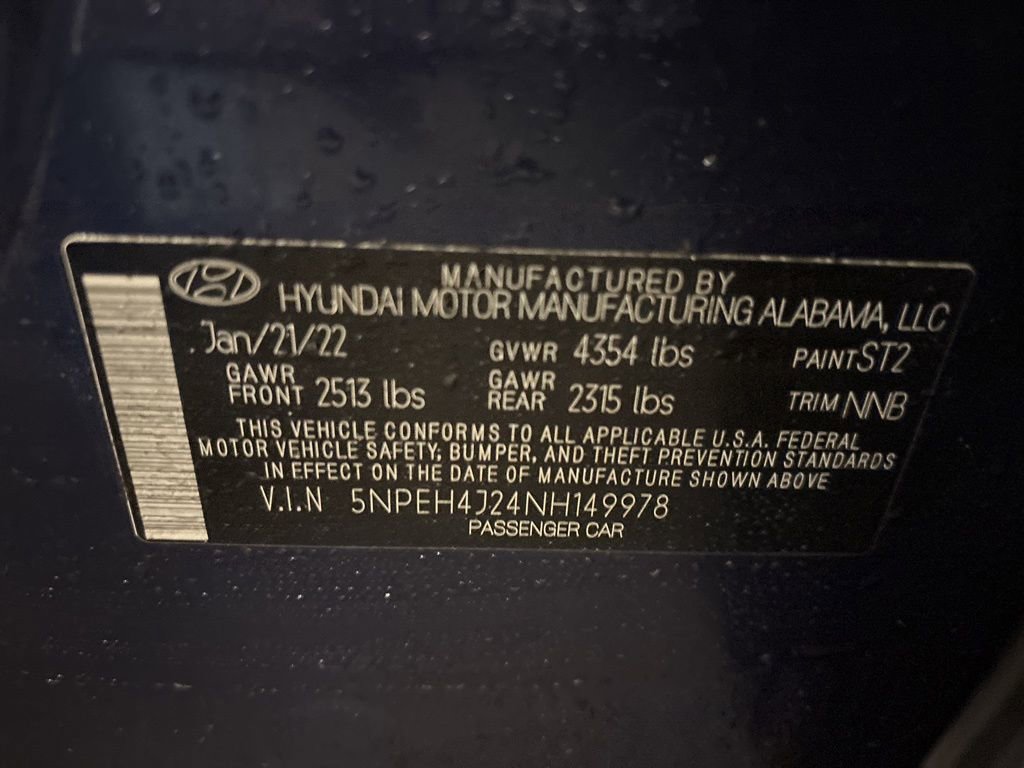 MANUFACTURED BY
HYUNDAI MOTOR MANUFACTURING ALABAMA, LLC
Jan/21/22 GVWR 4354 lbs PAINT ST2
GAWR FRONT 2513 lbs GAWR REAR 2315 lbs TRIM NNB
THIS VEHICLE CONFORMS TO ALL APPLICABLE U.S.A. FEDERAL
MOTOR VEHICLE SAFETY, BUMPER, AND THEFT PREVENTION STANDARDS
IN EFFECT ON THE DATE OF MANUFACTURE SHOWN ABOVE
V.I.N 5NPEH4J24NH149978
PASSENGER CAR